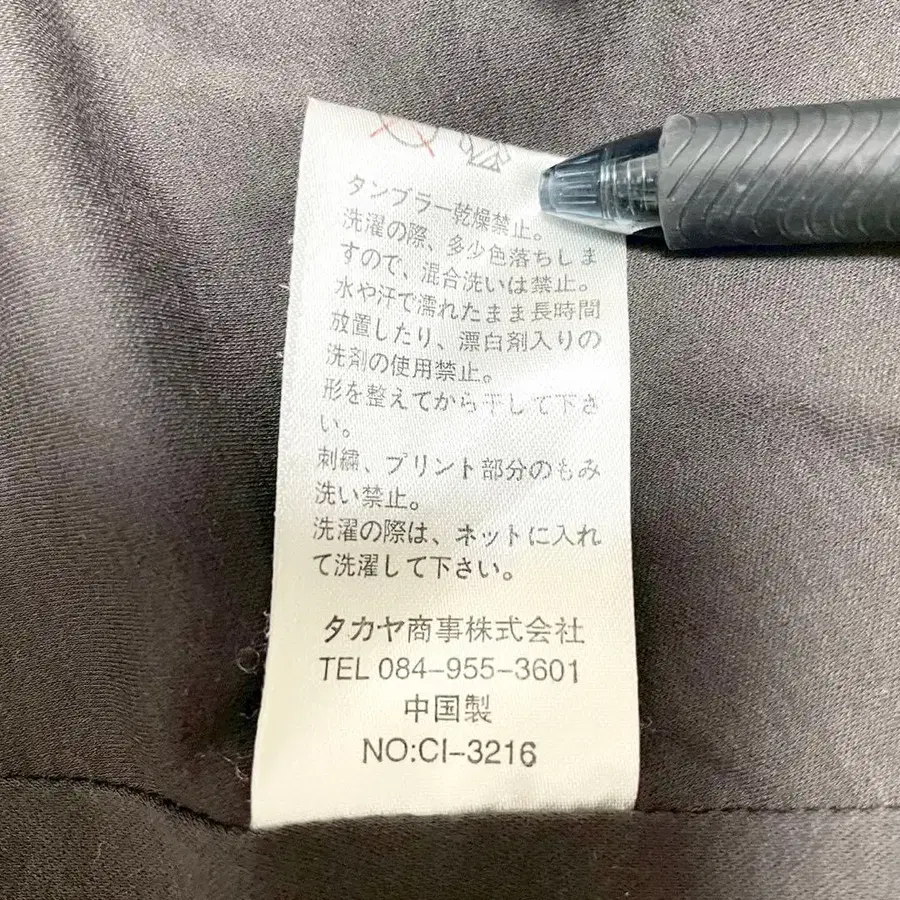 タンブラー乾燥禁止。
洗濯の際、多少色落ちしま
すので、混合洗いは禁止。
水や汗で濡れたまま長時間
放置したり、漂白剤入りの
洗剤の使用禁止。
形を整えてから干して下さ
い。
刺繍、プリント部分のもみ
洗い禁止。
洗濯の際は、ネットに入れ
て洗濯して下さい。
タカヤ商事株式会社
TEL 084-955-3601
中国製
NO:CI-3216